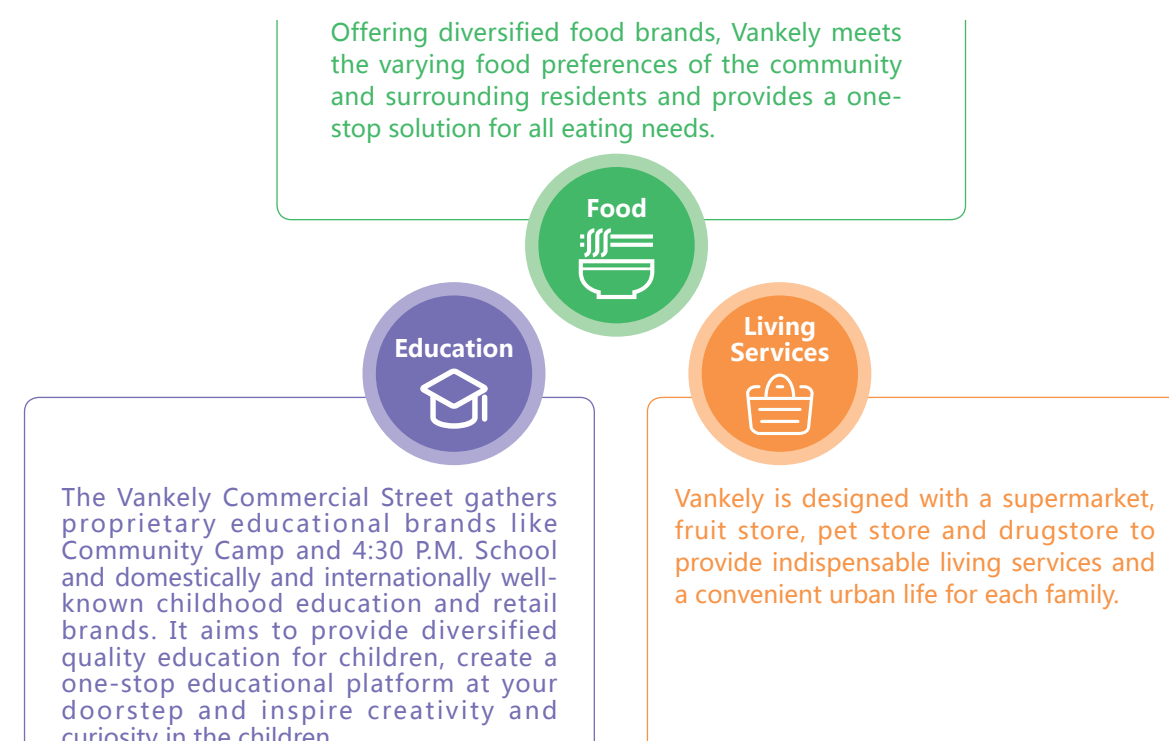 Offering diversified food brands, Vankely meets
the varying food preferences of the community
and surrounding residents and provides a one-
stop solution for all eating needs.
Food
Education
Living
Services
The Vankely Commercial Street gathers
proprietary educational brands like
Community Camp and 4:30 P.M. School
and domestically and internationally well-
known childhood education and retail
brands. It aims to provide diversified
quality education for children, create a
one-stop educational platform at your
doorstep and inspire creativity and
curiosity in the children
Vankely is designed with a supermarket,
fruit store, pet store and drugstore to
provide indispensable living services and
a convenient urban life for each family.